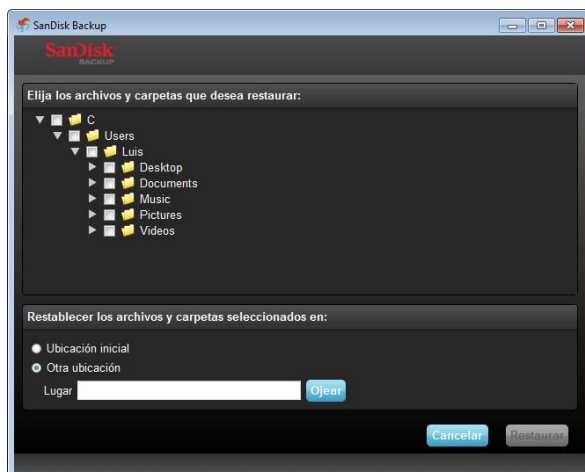 SanDisk Backup
SanDisk
BACKUP
Elija los archivos y carpetas que desea restaurar:
C
Users
Luis
Desktop
Documents
Music
Pictures
Videos
Restablecer los archivos y carpetas seleccionados en:
Ubicación inicial
Otra ubicación
Lugar Ojear
Cancelar Restaurar